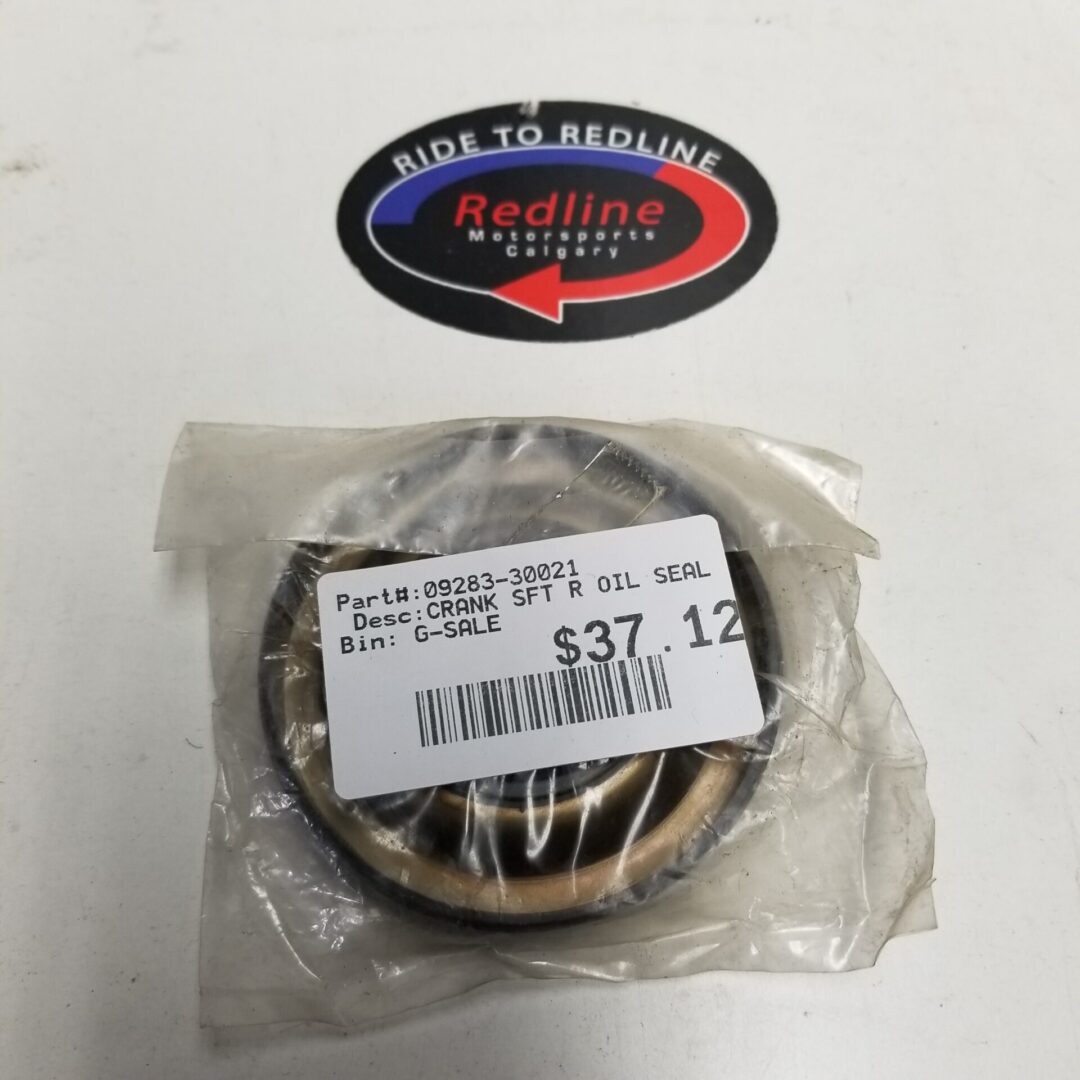 RIDE TO REDLINE
Redline
Motorsports
Calgary
Part#:09283-30021
Desc:CRANK SFT R OIL SEAL
Bin: G-SALE
$37.12